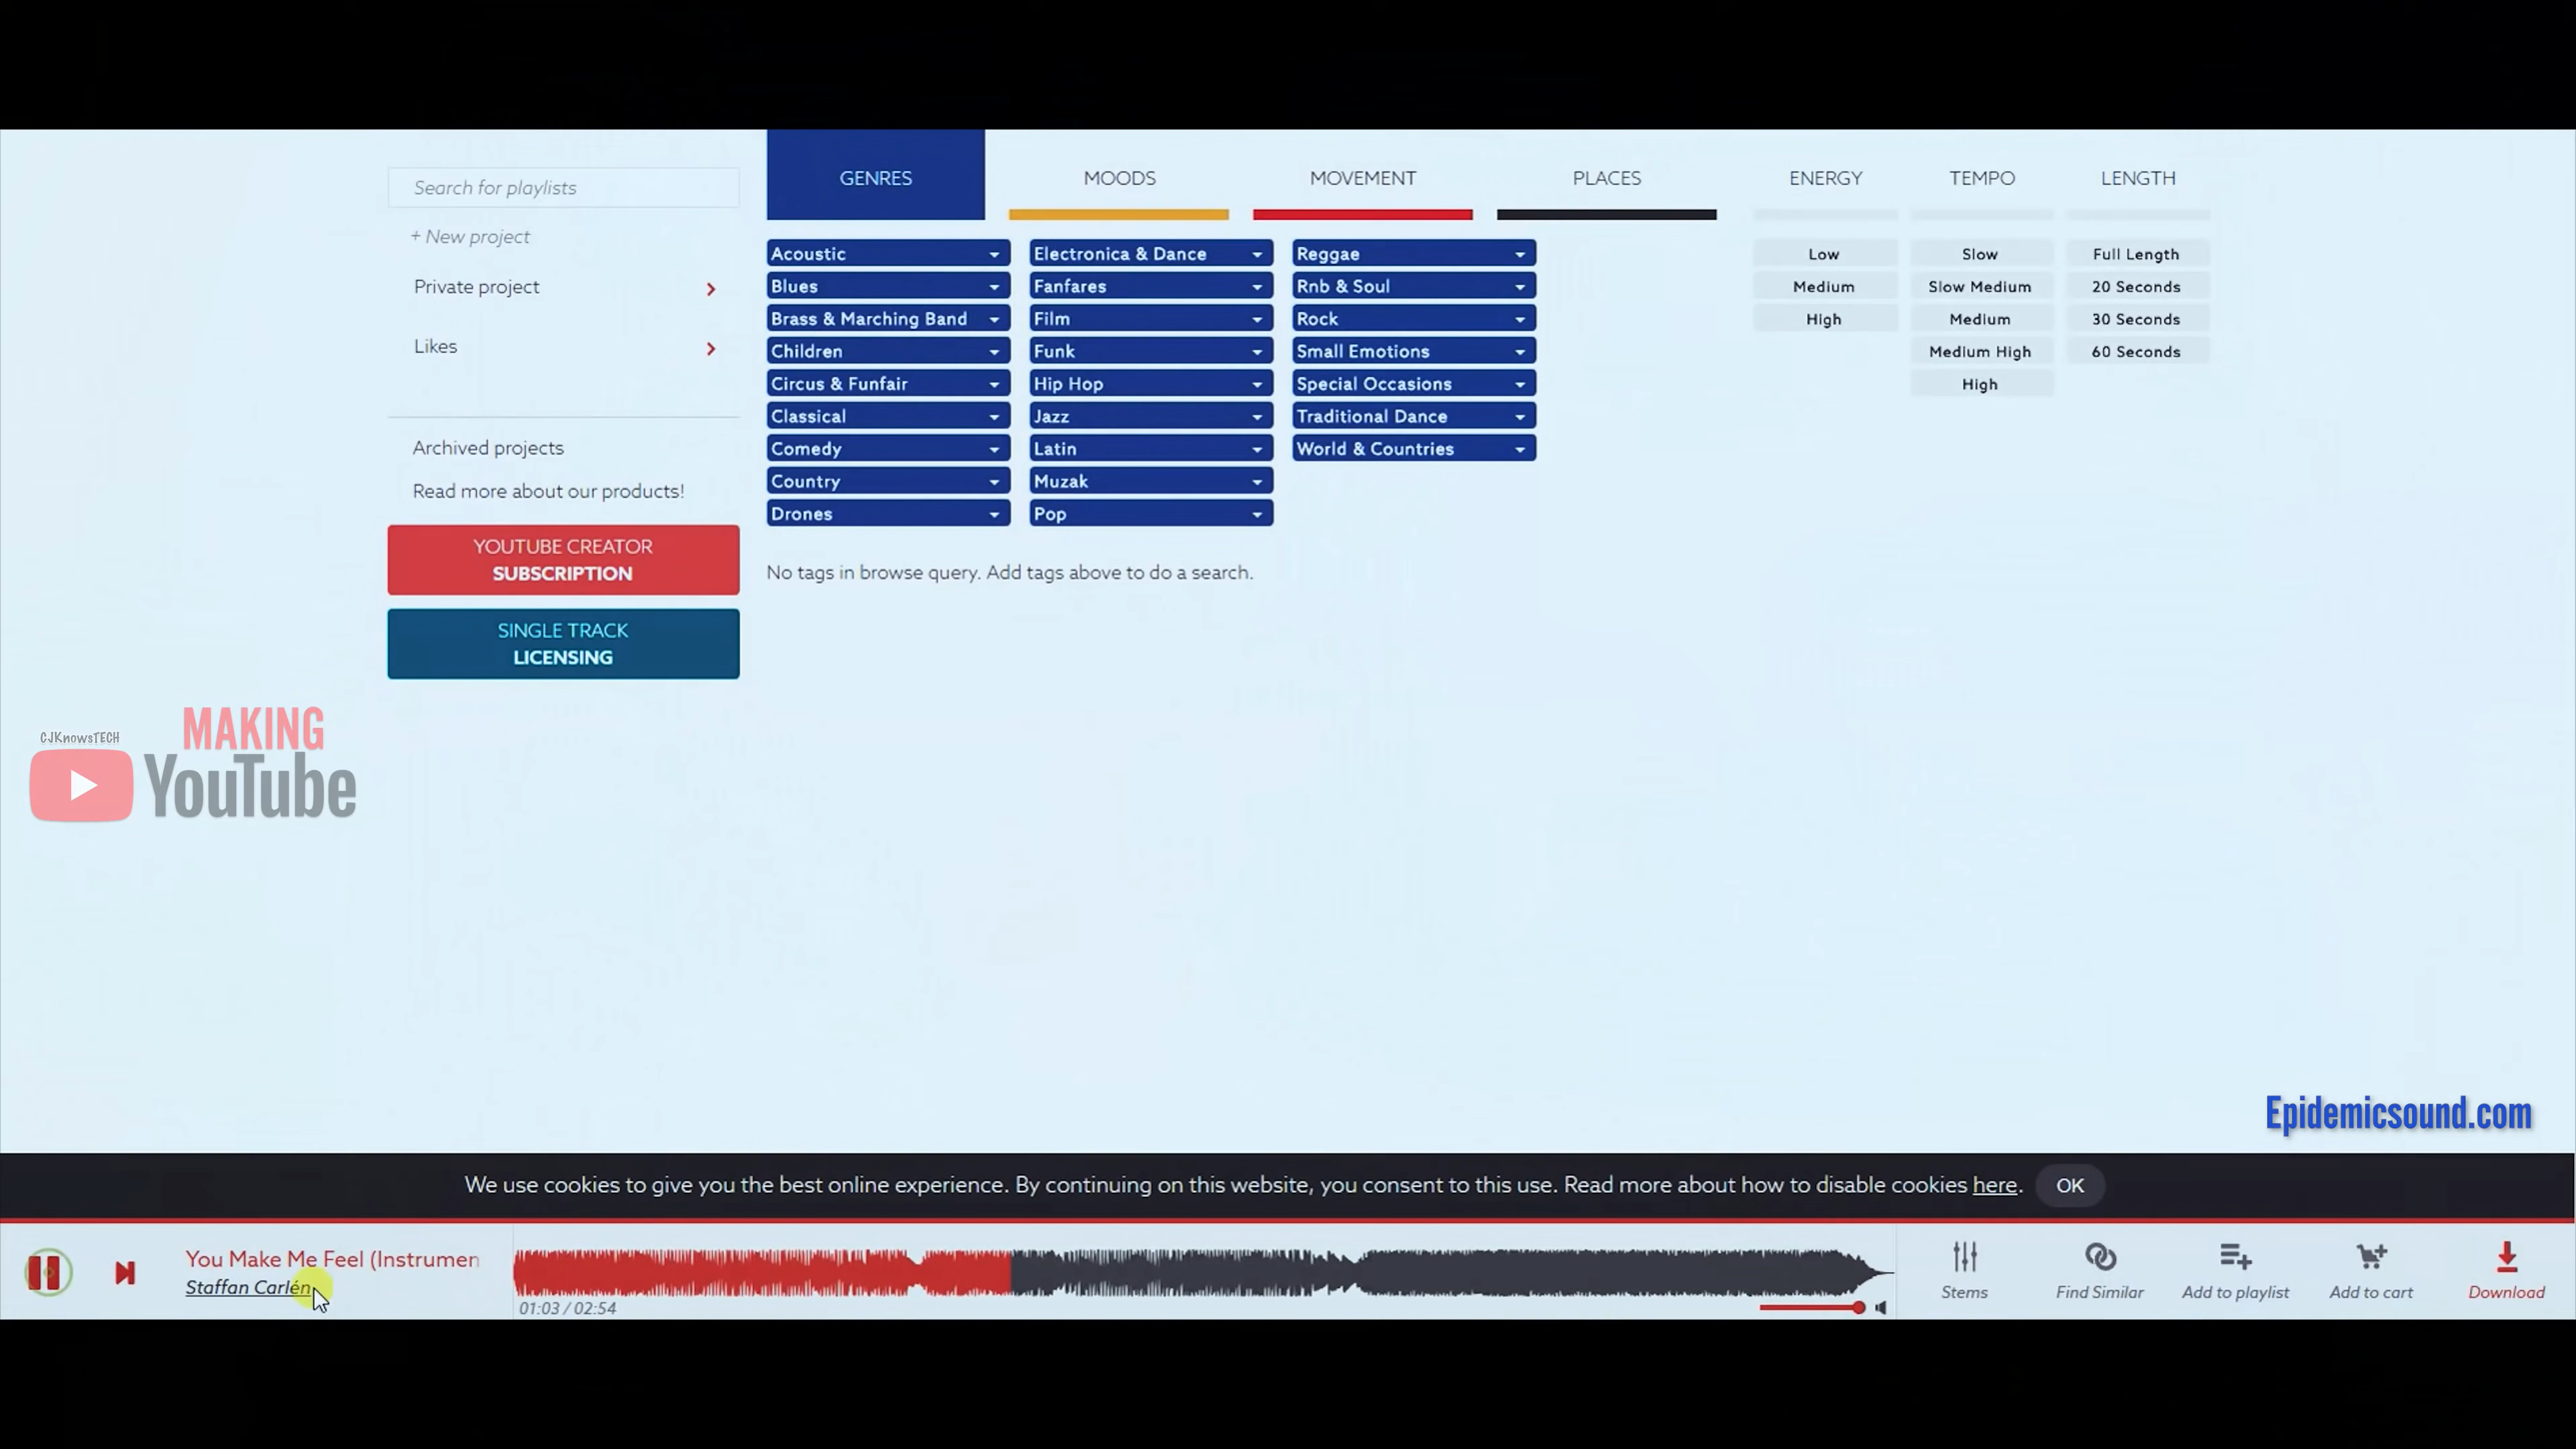 GENRES
MOODS
MOVEMENT
PLACES
ENERGY
TEMPO
LENGTH
Search for playlists
+ New project
Private project
Likes
Archived projects
Read more about our products!
YOUTUBE CREATOR
SUBSCRIPTION
SINGLE TRACK
LICENSING
Acoustic
Blues
Brass & Marching Band
Children
Circus & Funfair
Classical
Comedy
Country
Drones
Electronica & Dance
Fanfares
Film
Funk
Hip Hop
Jazz
Latin
Muzak
Pop
Reggae
Rnb & Soul
Rock
Small Emotions
Special Occasions
Traditional Dance
World & Countries
Low
Medium
High
Slow
Slow Medium
Medium
Medium High
High
Full Length
20 Seconds
30 Seconds
60 Seconds
No tags in browse query. Add tags above to do a search.
CJKnowsTECH
MAKING
YouTube
Epidemicsound.com
We use cookies to give you the best online experience. By continuing on this website, you consent to this use. Read more about how to disable cookies here.
OK
You Make Me Feel (Instrumen
Staffan Carlén
01:03 / 02:54
Stems
Find Similar
Add to playlist
Add to cart
Download